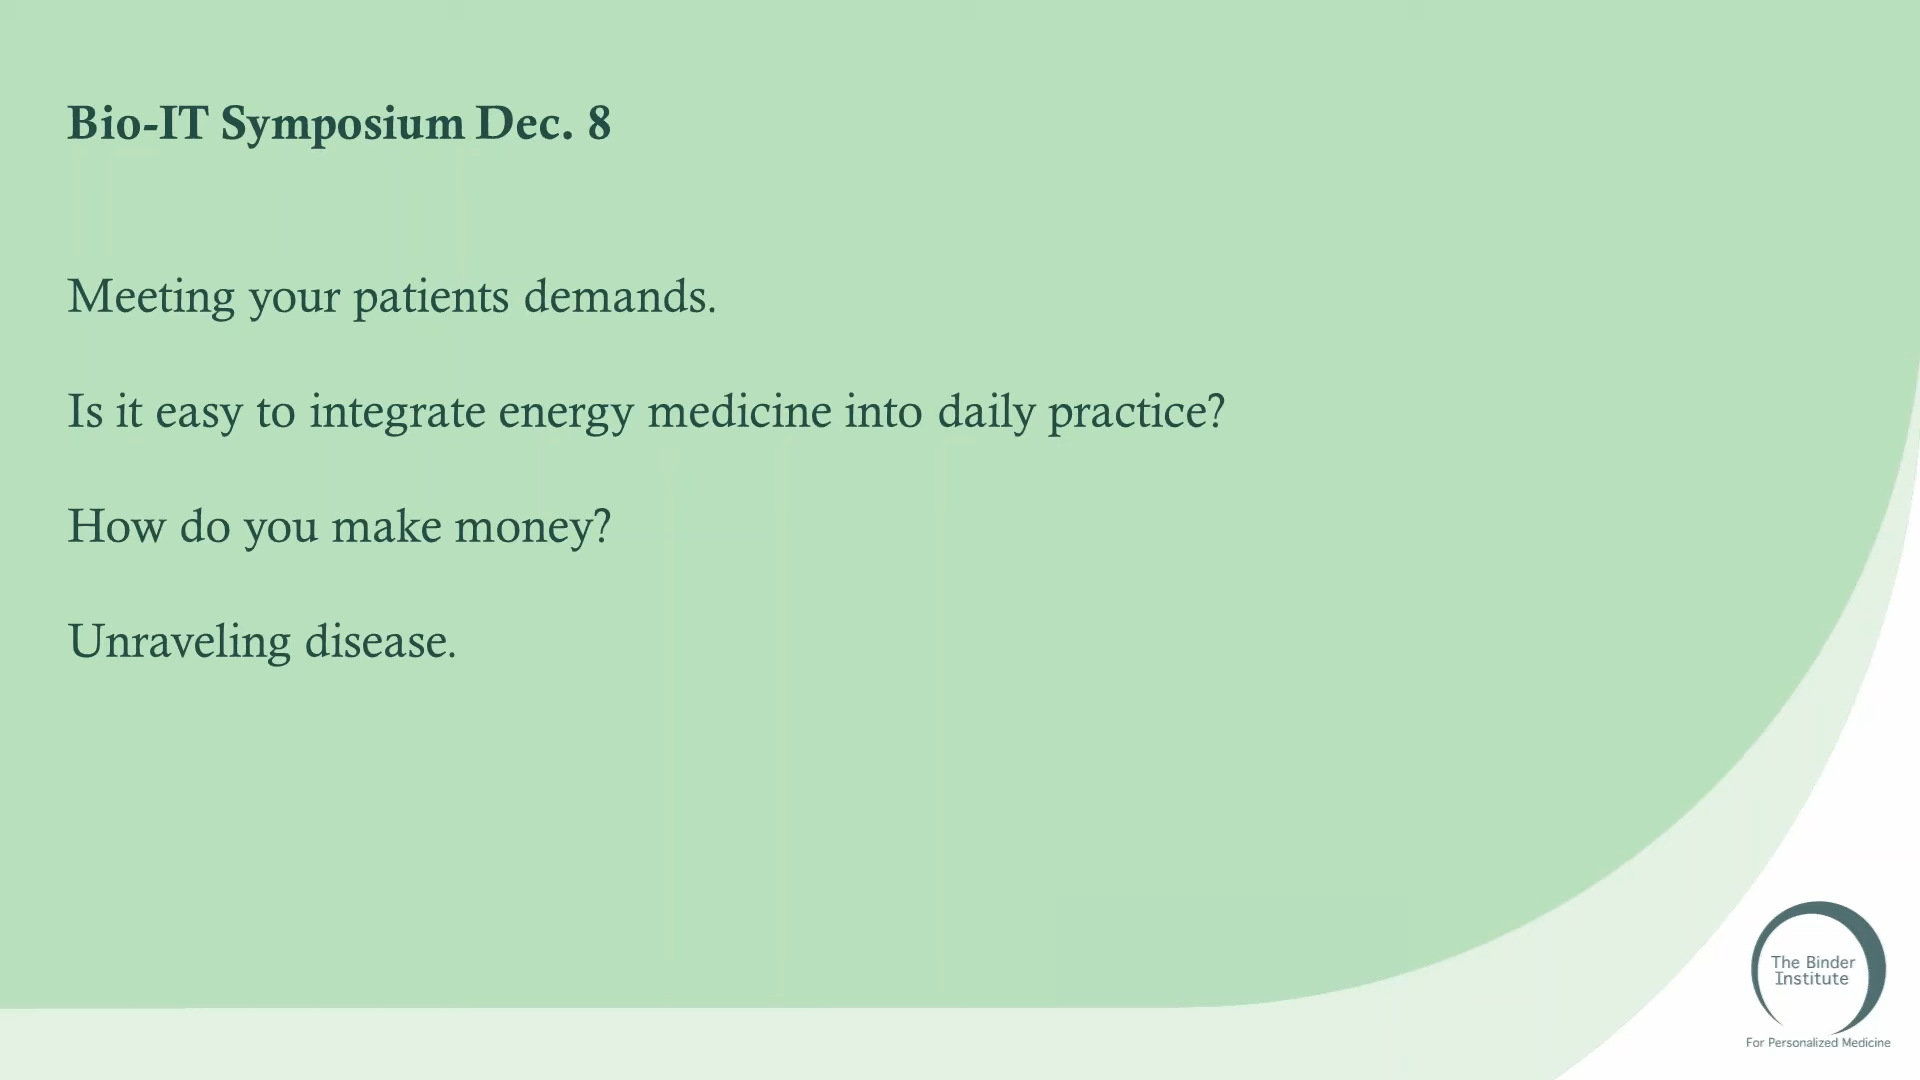 Bio-IT Symposium Dec. 8
Meeting your patients demands.
Is it easy to integrate energy medicine into daily practice?
How do you make money?
Unraveling disease.
The Binder
Institute
For Personalized Medicine